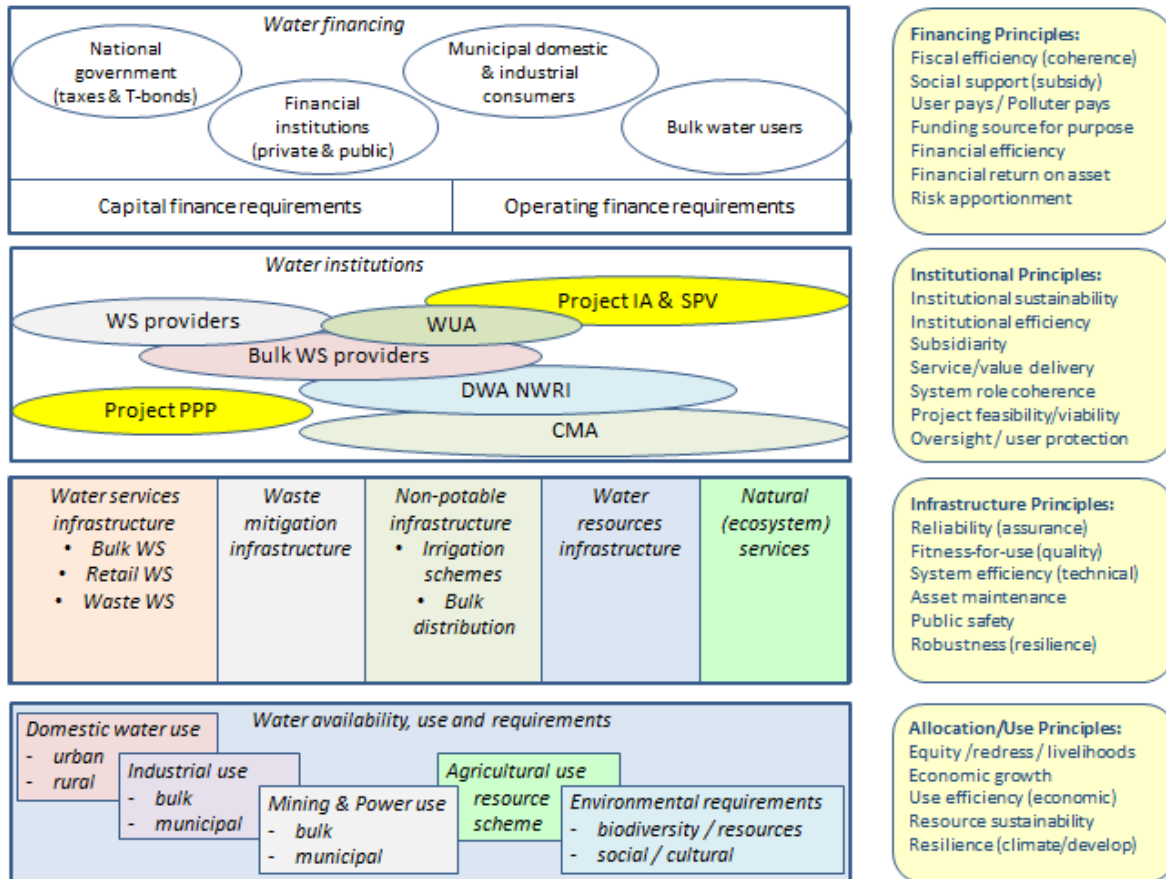 Water financing
National
government
(taxes & T-bonds)
Financial
institutions
(private & public)
Municipal domestic
& industrial
consumers
Bulk water users
Capital finance requirements
Operating finance requirements
Financing Principles:
Fiscal efficiency (coherence)
Social support (subsidy)
User pays / Polluter pays
Funding source for purpose
Financial efficiency
Financial return on asset
Risk apportionment
Water institutions
Project IA & SPV
WS providers
WUA
Bulk WS providers
DWA NWRI
Project PPP
CMA
Institutional Principles:
Institutional sustainability
Institutional efficiency
Subsidiarity
Service/value delivery
System role coherence
Project feasibility/viability
Oversight / user protection
Water services
infrastructure
• Bulk WS
• Retail WS
• Waste WS
Waste
mitigation
infrastructure
Non-potable
infrastructure
• Irrigation
schemes
• Bulk
distribution
Water
resources
infrastructure
Natural
(ecosystem)
services
Infrastructure Principles:
Reliability (assurance)
Fitness-for-use (quality)
System efficiency (technical)
Asset maintenance
Public safety
Robustness (resilience)
Water availability, use and requirements
Domestic water use
- urban
- rural
Industrial use
- bulk
- municipal
Mining & Power use
- bulk
- municipal
Agricultural use
resource
scheme
Environmental requirements
- biodiversity / resources
- social / cultural
Allocation/Use Principles:
Equity /redress / livelihoods
Economic growth
Use efficiency (economic)
Resource sustainability
Resilience (climate/develop)